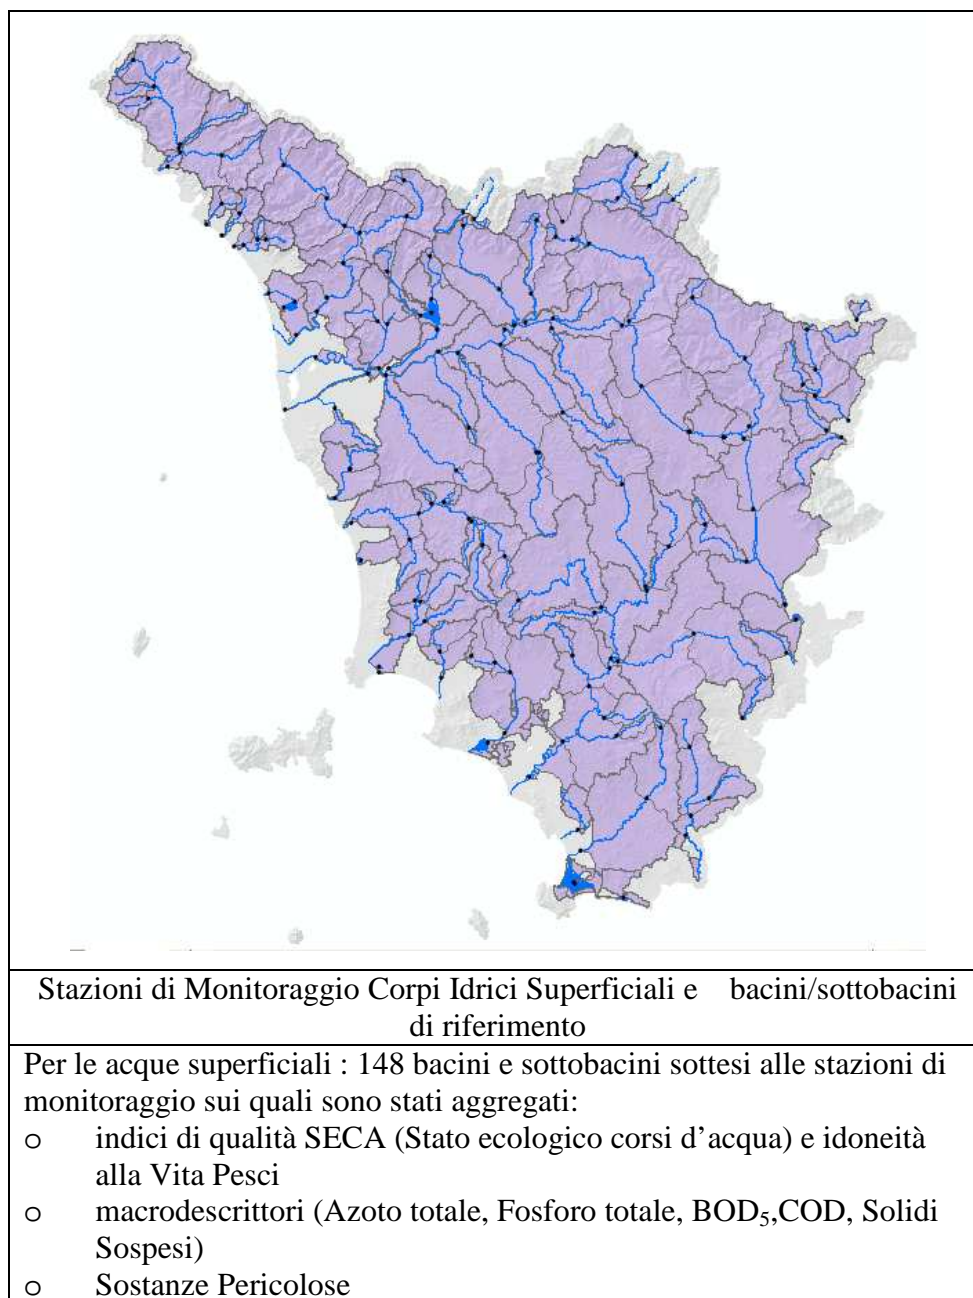 Stazioni di Monitoraggio Corpi Idrici Superficiali e bacini/sottobacini
di riferimento
Per le acque superficiali : 148 bacini e sottobacini sottesi alle stazioni di
monitoraggio sui quali sono stati aggregati:
o indici di qualità SECA (Stato ecologico corsi d’acqua) e idoneità
alla Vita Pesci
o macrodescrittori (Azoto totale, Fosforo totale, BOD₅,COD, Solidi
Sospesi)
o Sostanze Pericolose